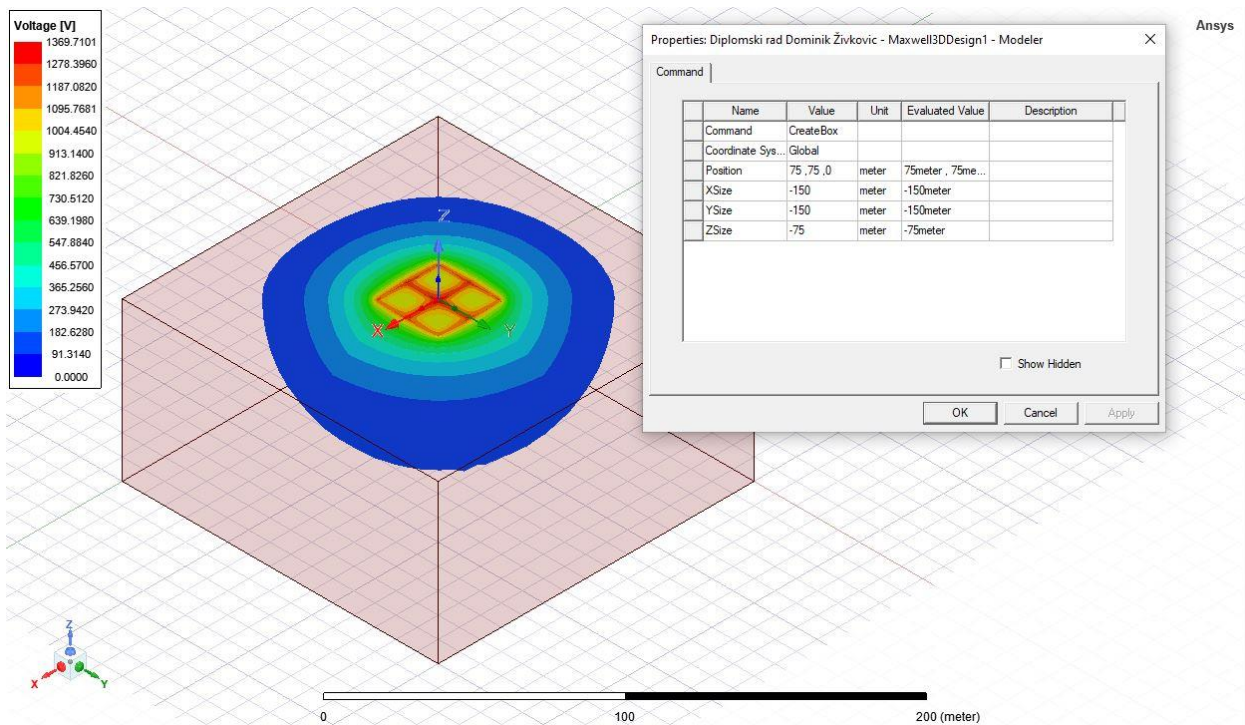 Voltage [V]
1369.7101
1278.3960
1187.0820
1095.7681
1004.4540
913.1400
821.8260
730.5120
639.1980
547.8840
456.5700
365.2560
273.9420
182.6280
91.3140
0.0000
Ansys
Properties: Diplomski rad Dominik Živkovic - Maxwell3DDesign1 - Modeler
Command
Name Value Unit Evaluated Value Description
Command CreateBox
Coordinate Sys... Global
Position 75 ,75 ,0 meter 75meter , 75me...
XSize -150 meter -150meter
YSize -150 meter -150meter
ZSize -75 meter -75meter
Show Hidden
OK Cancel Apply
Z
X Y
Z
X Y
0 100 200 (meter)